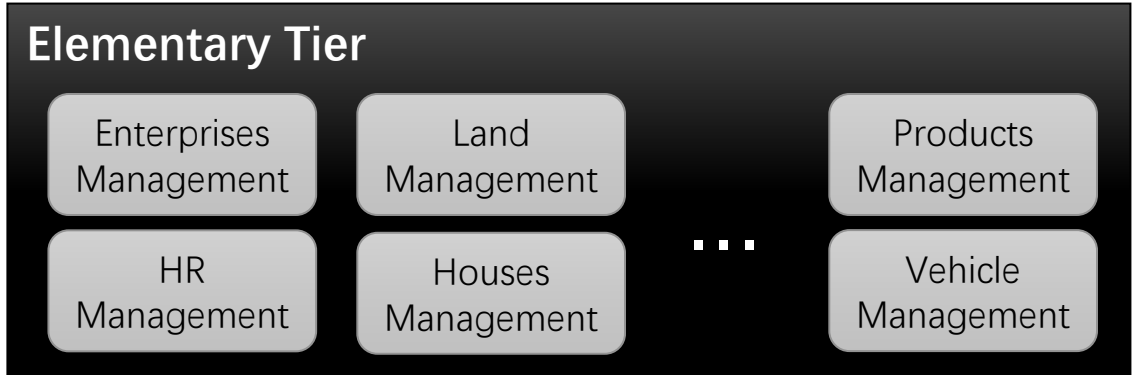 Elementary Tier
Enterprises
Management
Land
Management
Products
Management
HR
Management
Houses
Management
...
Vehicle
Management